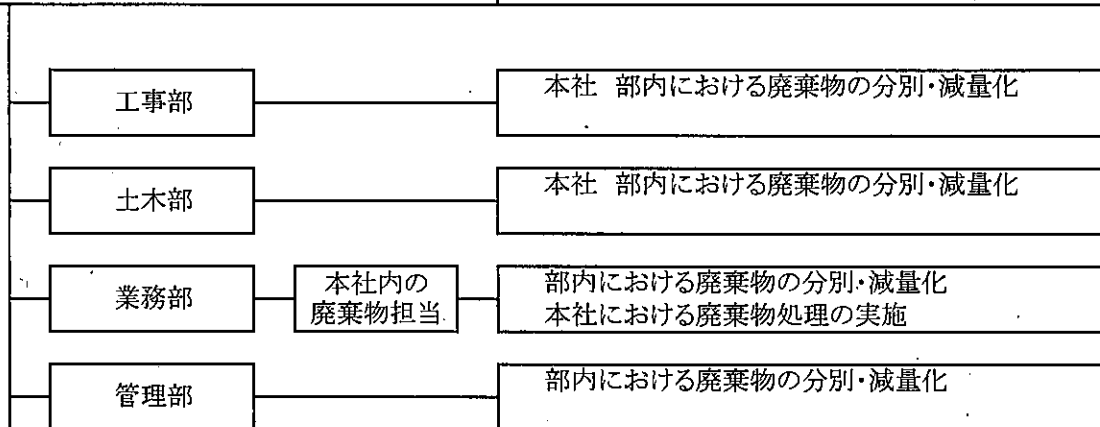 工事部
本社 部内における廃棄物の分別・減量化
土木部
本社 部内における廃棄物の分別・減量化
業務部
本社内の
廃棄物担当
部内における廃棄物の分別・減量化
本社における廃棄物処理の実施
管理部
部内における廃棄物の分別・減量化